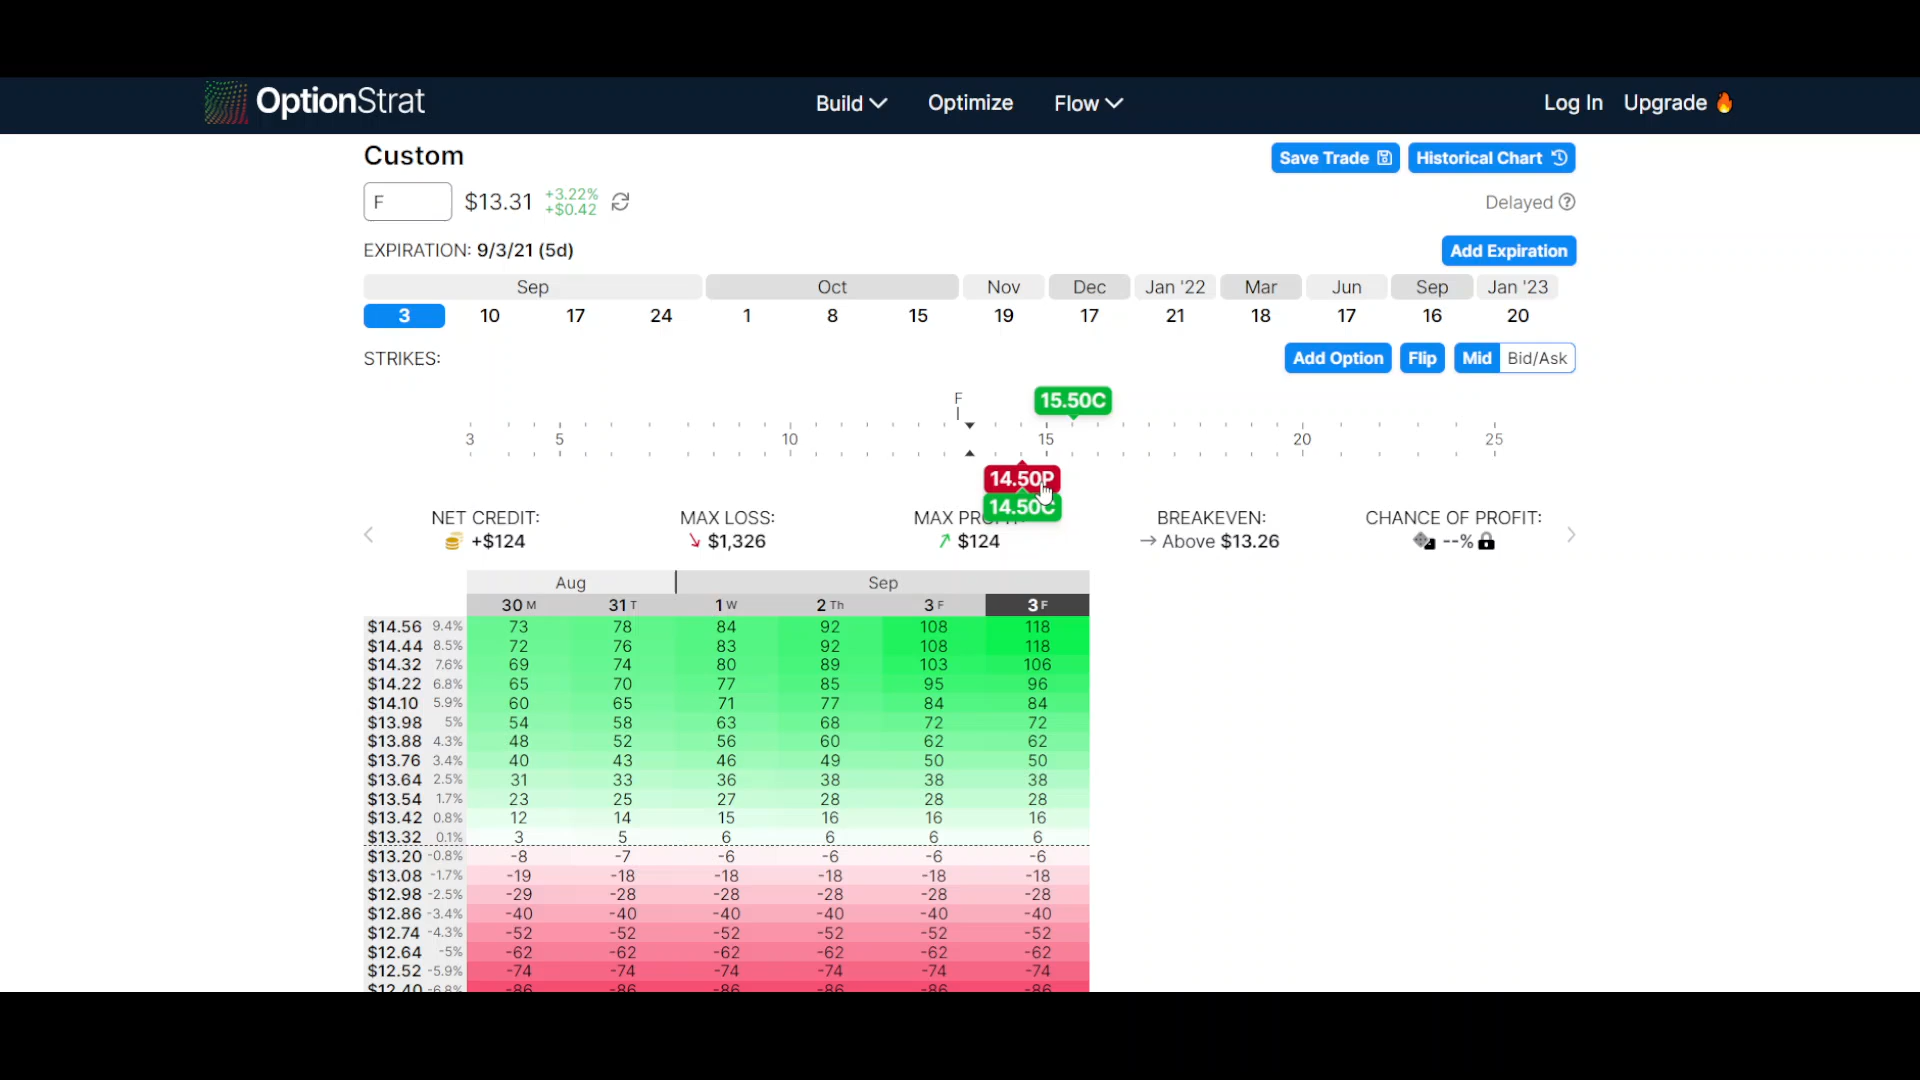 OptionStrat Build Optimize Flow Log In Upgrade
Custom Save Trade Historical Chart
F $13.31 +3.22% +$0.42 Delayed ?
EXPIRATION: 9/3/21 (5d) Add Expiration
Sep Oct Nov Dec Jan '22 Mar Jun Sep Jan '23
3 10 17 24 1 8 15 19 17 21 18 17 16 20
STRIKES: Add Option Flip Mid Bid/Ask
F 15.50C
3 5 10 15 20 25
14.50P
14.50C
NET CREDIT: MAX LOSS: MAX BREAKEVEN: CHANCE OF PROFIT:
+$124 $1,326 $124 Above $13.26 --%
Aug Sep
30 M 31 T 1 W 2 Th 3 F 3 F
$14.56 9.4% 73 78 84 92 108 118
$14.44 8.5% 72 76 83 92 108 118
$14.32 7.6% 69 74 80 89 103 106
$14.22 6.8% 65 70 77 85 95 96
$14.10 5.9% 60 65 71 77 84 84
$13.98 5% 54 58 63 68 72 72
$13.88 4.3% 48 52 56 60 62 62
$13.76 3.4% 40 43 46 49 50 50
$13.64 2.5% 31 33 36 38 38 38
$13.54 1.7% 23 25 27 28 28 28
$13.42 0.8% 12 14 15 16 16 16
$13.32 0.1% 3 5 6 6 6 6
$13.20 -0.8% -8 -7 -6 -6 -6 -6
$13.08 -1.7% -19 -18 -18 -18 -18 -18
$12.98 -2.5% -29 -28 -28 -28 -28 -28
$12.86 -3.4% -40 -40 -40 -40 -40 -40
$12.74 -4.3% -52 -52 -52 -52 -52 -52
$12.64 -5% -62 -62 -62 -62 -62 -62
$12.52 -5.9% -74 -74 -74 -74 -74 -74
$12.40 -6.8% -86 -86 -86 -86 -86 -86